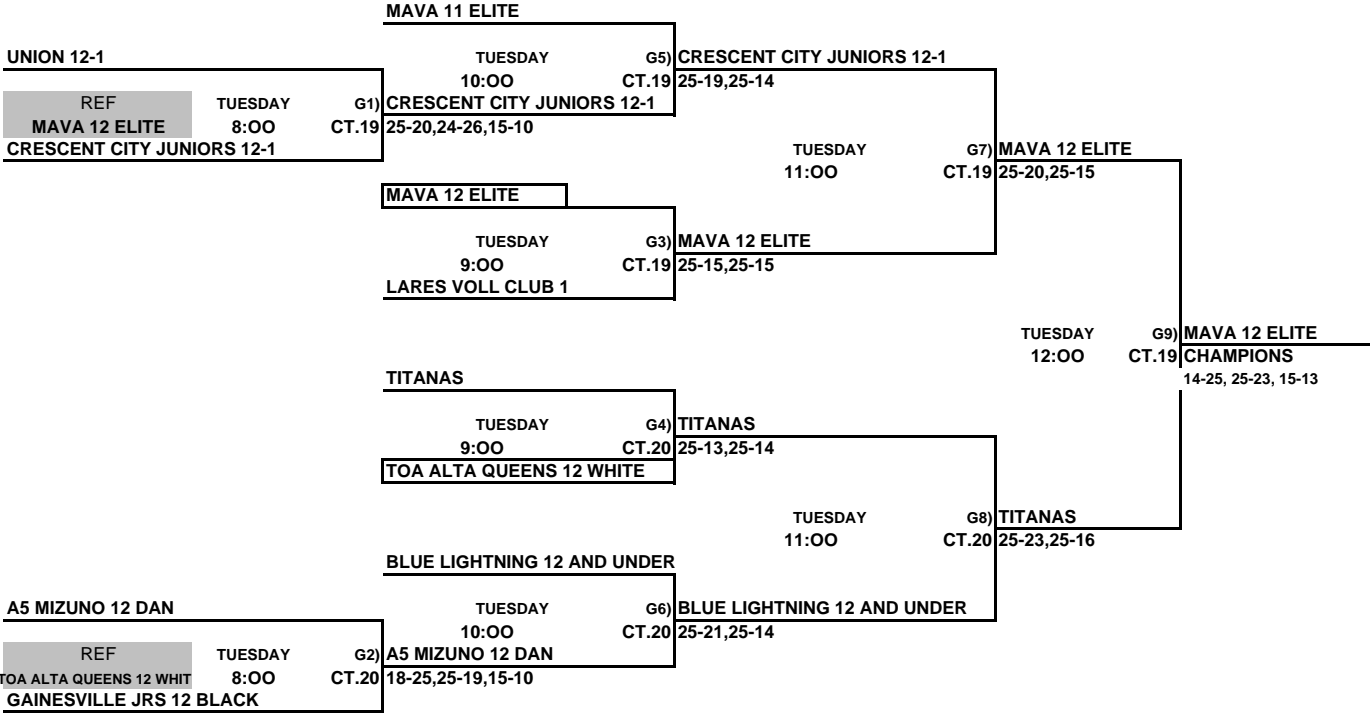 MAVA 11 ELITE
UNION 12-1
TUESDAY G5) CRESCENT CITY JUNIORS 12-1
10:OO CT.19 25-19,25-14
REF TUESDAY G1) CRESCENT CITY JUNIORS 12-1
MAVA 12 ELITE 8:OO CT.19 25-20,24-26,15-10
CRESCENT CITY JUNIORS 12-1
TUESDAY G7) MAVA 12 ELITE
11:OO CT.19 25-20,25-15
MAVA 12 ELITE
TUESDAY G3) MAVA 12 ELITE
9:OO CT.19 25-15,25-15
LARES VOLL CLUB 1
TUESDAY G9) MAVA 12 ELITE
12:OO CT.19 CHAMPIONS
14-25, 25-23, 15-13
TITANAS
TUESDAY G4) TITANAS
9:OO CT.20 25-13,25-14
TOA ALTA QUEENS 12 WHITE
TUESDAY G8) TITANAS
11:OO CT.20 25-23,25-16
BLUE LIGHTNING 12 AND UNDER
A5 MIZUNO 12 DAN
TUESDAY G6) BLUE LIGHTNING 12 AND UNDER
10:OO CT.20 25-21,25-14
REF TUESDAY G2) A5 MIZUNO 12 DAN
TOA ALTA QUEENS 12 WHIT 8:OO CT.20 18-25,25-19,15-10
GAINESVILLE JRS 12 BLACK